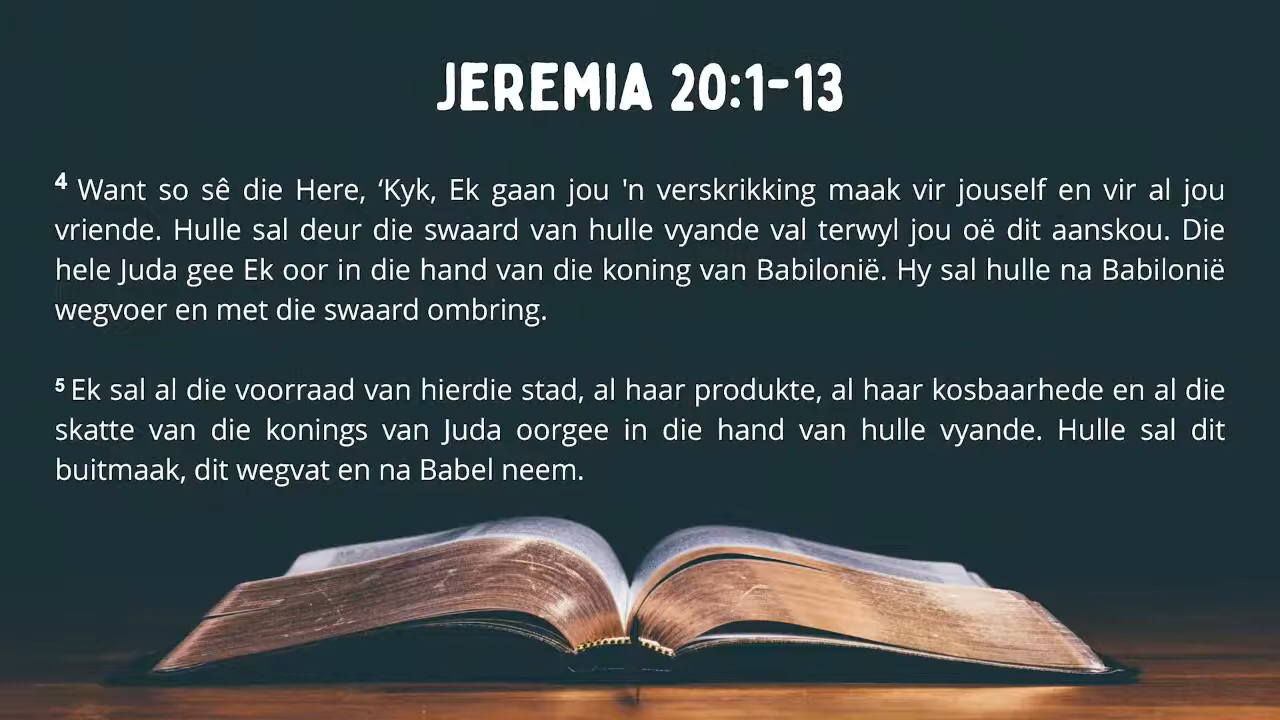 JEREMIA 20:1-13
4 Want so sê die Here, ‘Kyk, Ek gaan jou 'n verskrikking maak vir jouself en vir al jou
vriende. Hulle sal deur die swaard van hulle vyande val terwyl jou oë dit aanskou. Die
hele Juda gee Ek oor in die hand van die koning van Babilonië. Hy sal hulle na Babilonië
wegvoer en met die swaard ombring.
5 Ek sal al die voorraad van hierdie stad, al haar produkte, al haar kosbaarhede en al die
skatte van die konings van Juda oorgee in die hand van hulle vyande. Hulle sal dit
buitmaak, dit wegvat en na Babel neem.